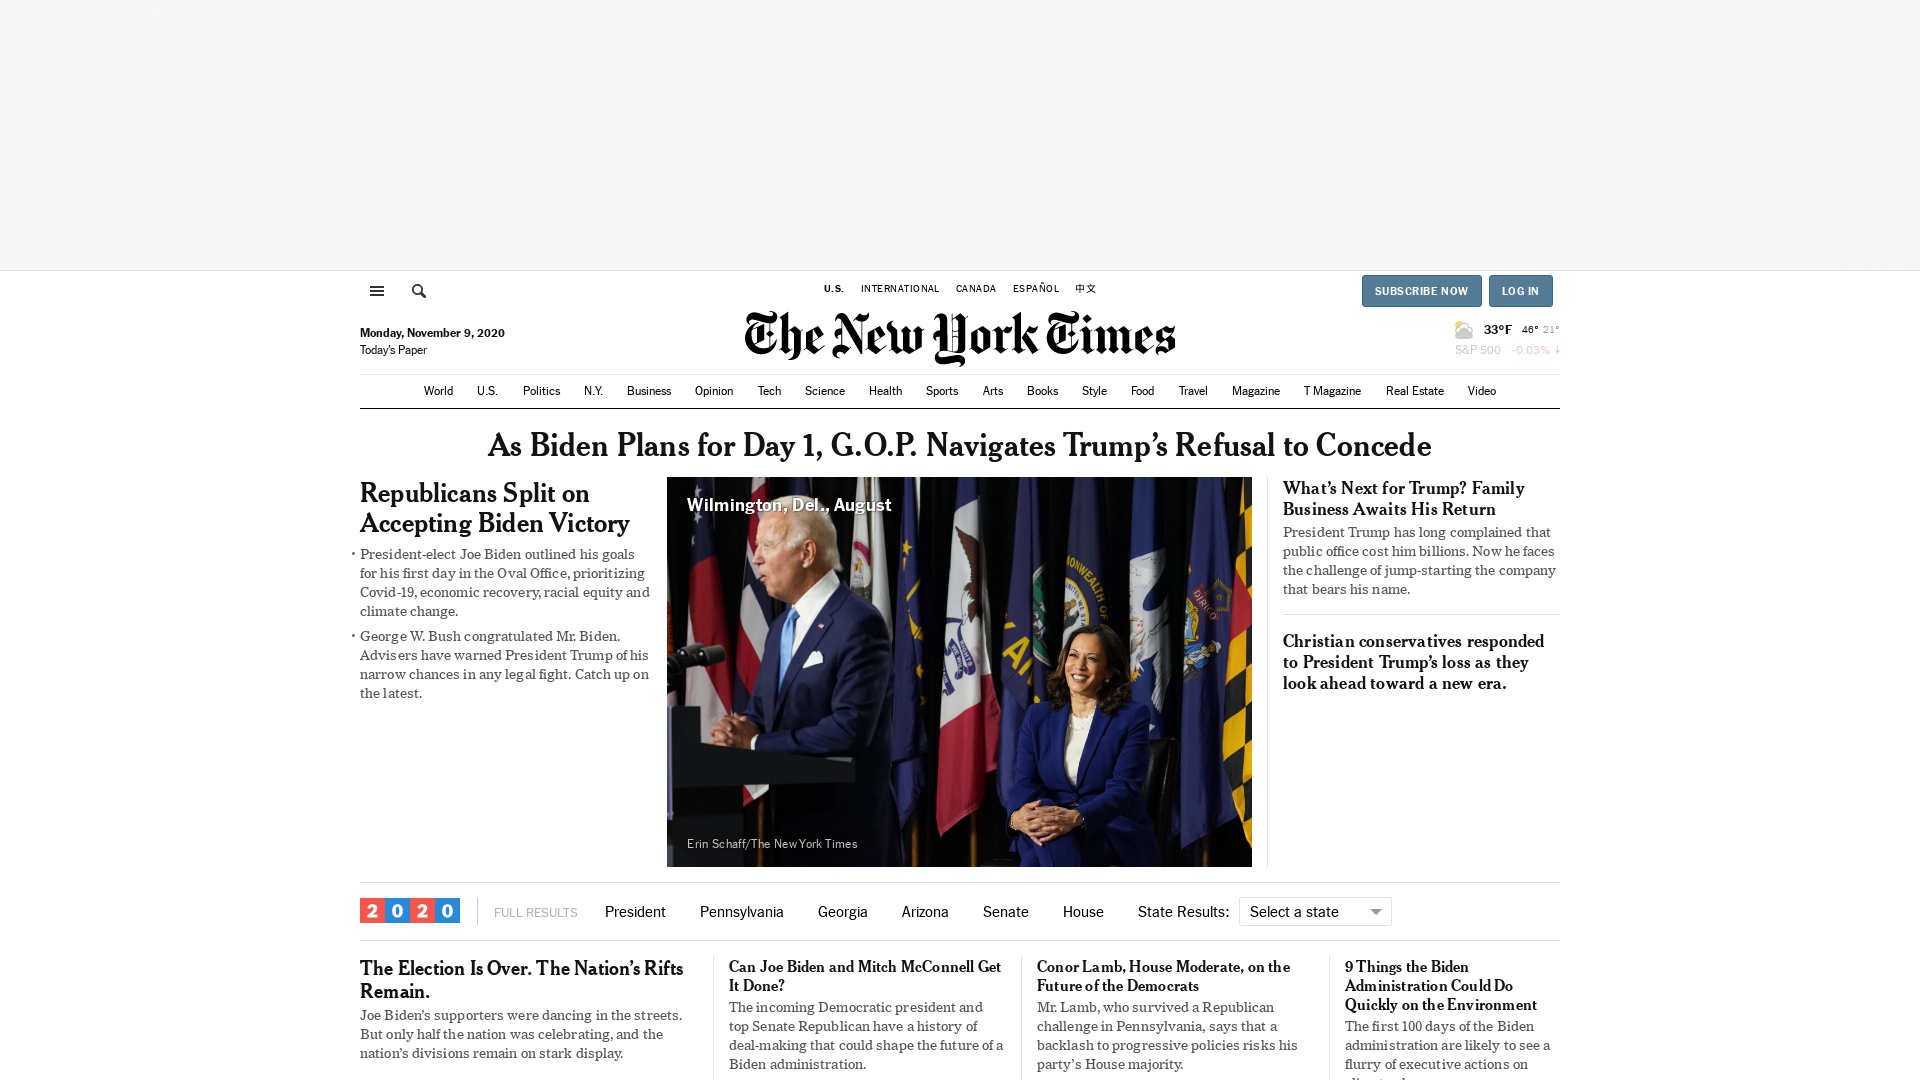 U.S. INTERNATIONAL CANADA ESPAÑOL 中文
SUBSCRIBE NOW LOG IN
Monday, November 9, 2020
Today's Paper
The New York Times
33°F 46° 21°
S&P 500 -0.03% ↓
World U.S. Politics N.Y. Business Opinion Tech Science Health Sports Arts Books Style Food Travel Magazine T Magazine Real Estate Video
As Biden Plans for Day 1, G.O.P. Navigates Trump’s Refusal to Concede
Republicans Split on
Accepting Biden Victory
• President-elect Joe Biden outlined his goals
for his first day in the Oval Office, prioritizing
Covid-19, economic recovery, racial equity and
climate change.
• George W. Bush congratulated Mr. Biden.
Advisers have warned President Trump of his
narrow chances in any legal fight. Catch up on
the latest.
Wilmington, Del., August
Erin Schaff/The New York Times
What’s Next for Trump? Family
Business Awaits His Return
President Trump has long complained that
public office cost him billions. Now he faces
the challenge of jump-starting the company
that bears his name.
Christian conservatives responded
to President Trump’s loss as they
look ahead toward a new era.
2020 FULL RESULTS President Pennsylvania Georgia Arizona Senate House State Results: Select a state
The Election Is Over. The Nation’s Rifts
Remain.
Joe Biden’s supporters were dancing in the streets.
But only half the nation was celebrating, and the
nation’s divisions remain on stark display.
Can Joe Biden and Mitch McConnell Get
It Done?
The incoming Democratic president and
top Senate Republican have a history of
deal-making that could shape the future of a
Biden administration.
Conor Lamb, House Moderate, on the
Future of the Democrats
Mr. Lamb, who survived a Republican
challenge in Pennsylvania, says that a
backlash to progressive policies risks his
party’s House majority.
9 Things the Biden
Administration Could Do
Quickly on the Environment
The first 100 days of the Biden
administration are likely to see a
flurry of executive actions on